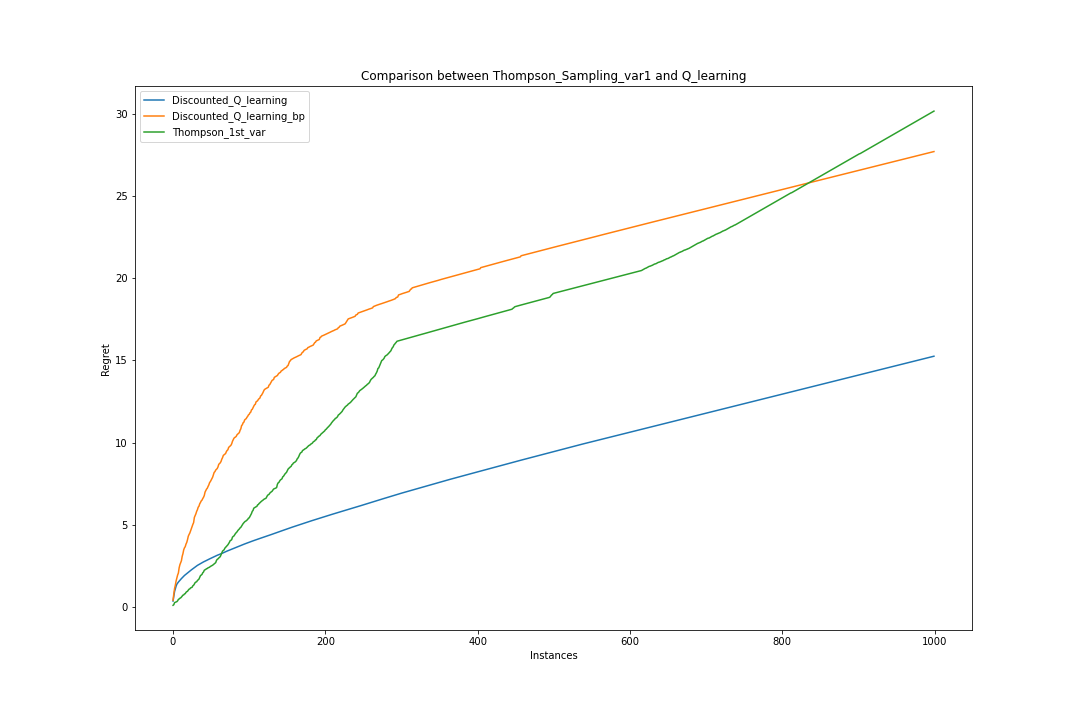 Comparison between Thompson_Sampling_var1 and Q_learning
Discounted_Q_learning
Discounted_Q_learning_bp
Thompson_1st_var
30
25
20
15
10
5
0
Regret
0 200 400 600 800 1000
Instances